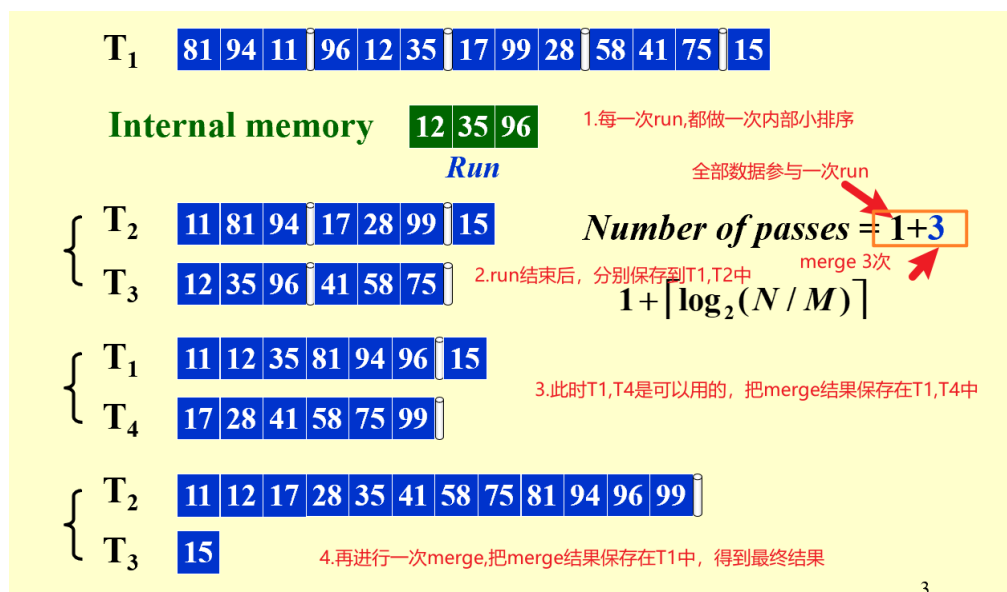 T1 81 94 11 96 12 35 17 99 28 58 41 75 15
Internal memory 12 35 96
1.每一次run,都做一次内部小排序
Run
全部数据参与一次run
T2 11 81 94 17 28 99 15
Number of passes = 1+3
merge 3次
T3 12 35 96 41 58 75
2.run结束后，分别保存到T1,T2中
1+⌈log2(N / M)⌉
T1 11 12 35 81 94 96 15
3.此时T1,T4是可以用的，把merge结果保存在T1,T4中
T4 17 28 41 58 75 99
T2 11 12 17 28 35 41 58 75 81 94 96 99
T3 15
4.再进行一次merge,把merge结果保存在T1中，得到最终结果
3